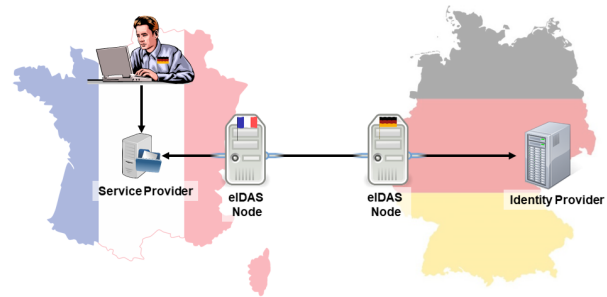 Service Provider
eIDAS
Node
eIDAS
Node
Identity Provider